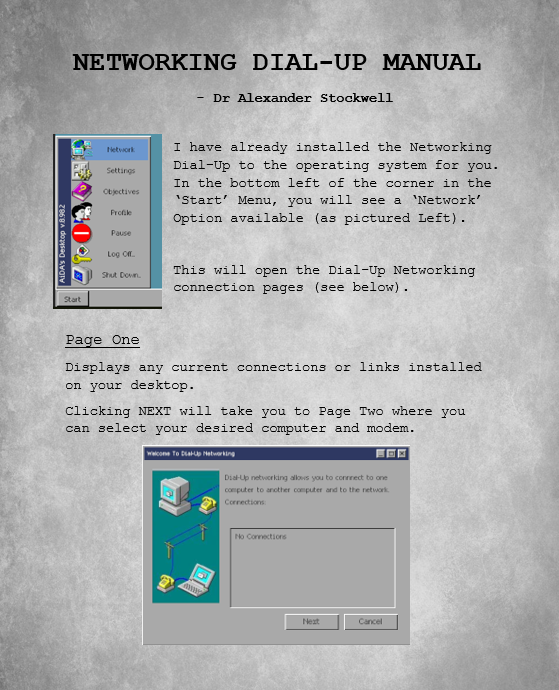 NETWORKING DIAL-UP MANUAL
- Dr Alexander Stockwell
AiDA's Desktop v.8.982
Network
Settings
Objectives
Profile
Pause
Log Off..
Shut Down..
Start
I have already installed the Networking
Dial-Up to the operating system for you.
In the bottom left of the corner in the
‘Start’ Menu, you will see a ‘Network’
Option available (as pictured Left).
This will open the Dial-Up Networking
connection pages (see below).
Page One
Displays any current connections or links installed
on your desktop.
Clicking NEXT will take you to Page Two where you
can select your desired computer and modem.
Welcome To Dial-Up Networking
Dial-Up networking allows you to connnect to one
computer to another computer and to the network.
Connections:
No Connections
Next
Cancel